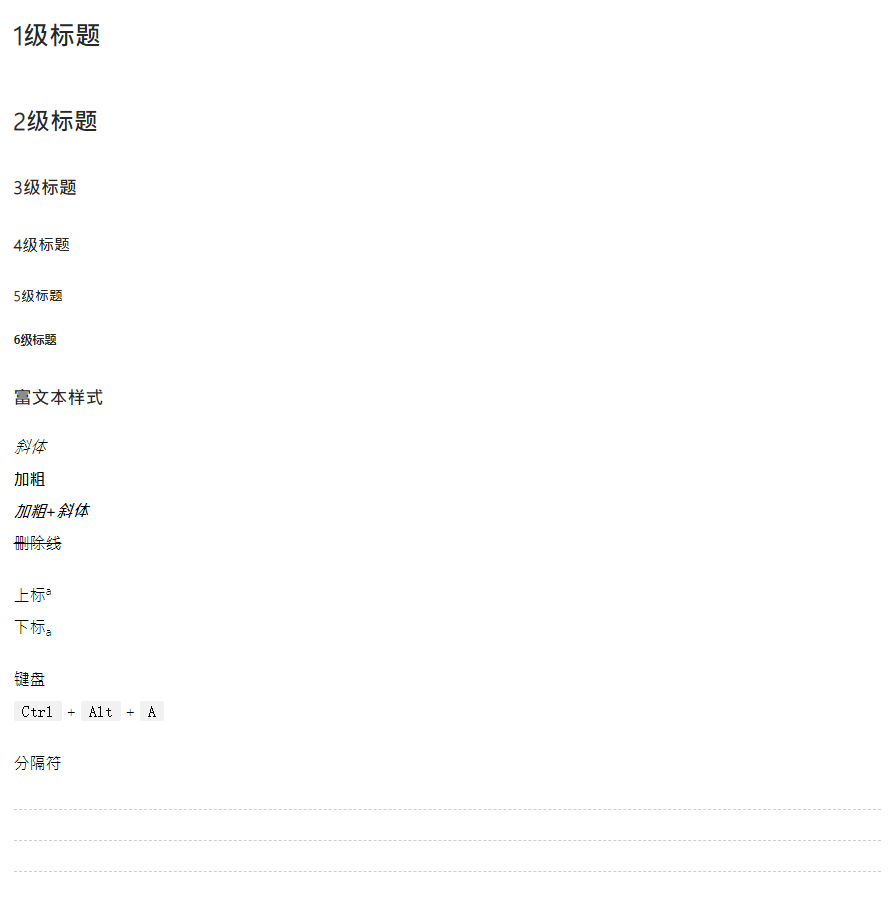 1级标题
2级标题
3级标题
4级标题
5级标题
6级标题
富文本样式
斜体
加粗
加粗+斜体
删除线
上标a
下标a
键盘
Ctrl + Alt + A
分隔符